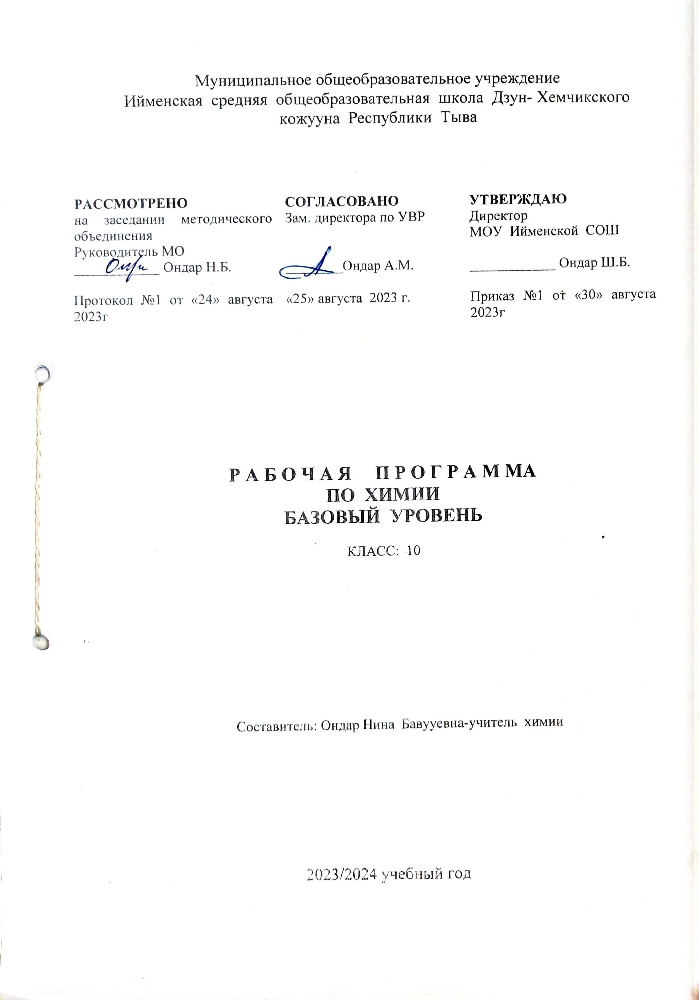 Муниципальное общеобразовательное учреждение
Ийменская средняя общеобразовательная школа Дзун- Хемчикского
кожууна Республики Тыва
РАССМОТРЕНО
на заседании методического
объединения
Руководитель МО
____________ Ондар Н.Б.
Протокол №1 от «24» августа
2023г
СОГЛАСОВАНО
Зам. директора по УВР
________Ондар А.М.
«25» августа 2023 г.
УТВЕРЖДАЮ
Директор
МОУ Ийменской СОШ
____________ Ондар Ш.Б.
Приказ №1 от «30» августа
2023г
Р А Б О Ч А Я П Р О Г Р А М МА
ПО ХИМИИ
БАЗОВЫЙ УРОВЕНЬ
КЛАСС: 10
Составитель: Ондар Нина Бавууевна-учитель химии
2023/2024 учебный год